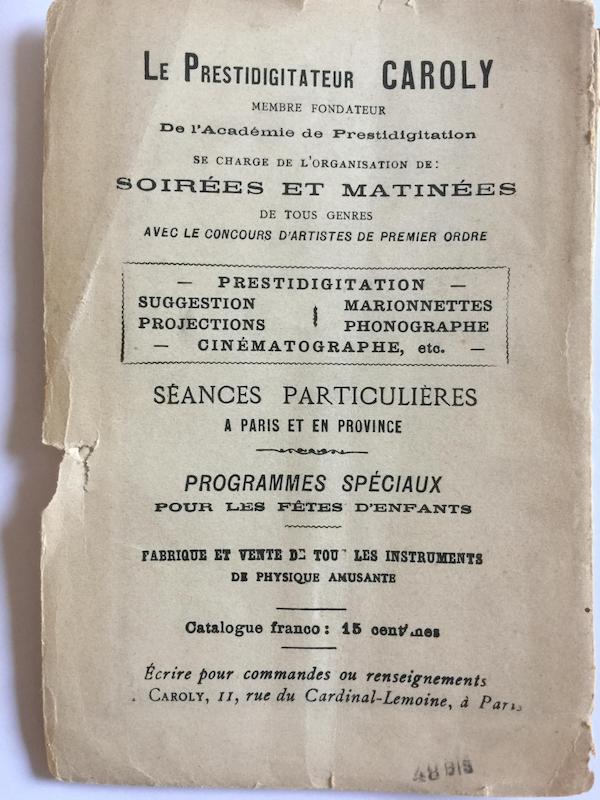 LE PRESTIDIGITATEUR CAROLY
MEMBRE FONDATEUR
De l'Académie de Prestidigitation
SE CHARGE DE L'ORGANISATION DE:
SOIRÉES ET MATINÉES
DE TOUS GENRES
AVEC LE CONCOURS D'ARTISTES DE PREMIER ORDRE
— PRESTIDIGITATION —
SUGGESTION MARIONNETTES
PROJECTIONS PHONOGRAPHE
— CINÉMATOGRAPHE, etc. —
SÉANCES PARTICULIÈRES
A PARIS ET EN PROVINCE
PROGRAMMES SPÉCIAUX
POUR LES FÊTES D'ENFANTS
FABRIQUE ET VENTE DE TOUS LES INSTRUMENTS
DE PHYSIQUE AMUSANTE
Catalogue franco: 15 centimes
Écrire pour commandes ou renseignements
CAROLY, 11, rue du Cardinal-Lemoine, à Paris